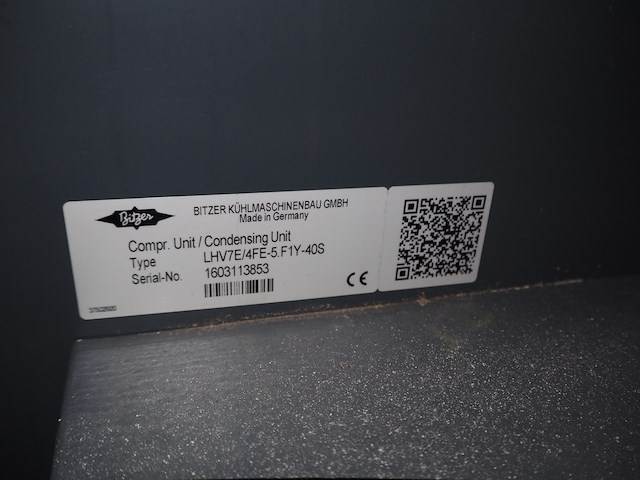 Bitzer
BITZER KÜHLMASCHINENBAU GMBH
Made in Germany
Compr. Unit / Condensing Unit
Type LHV7E/4FE-5.F1Y-40S
Serial-No. 1603113853
CE